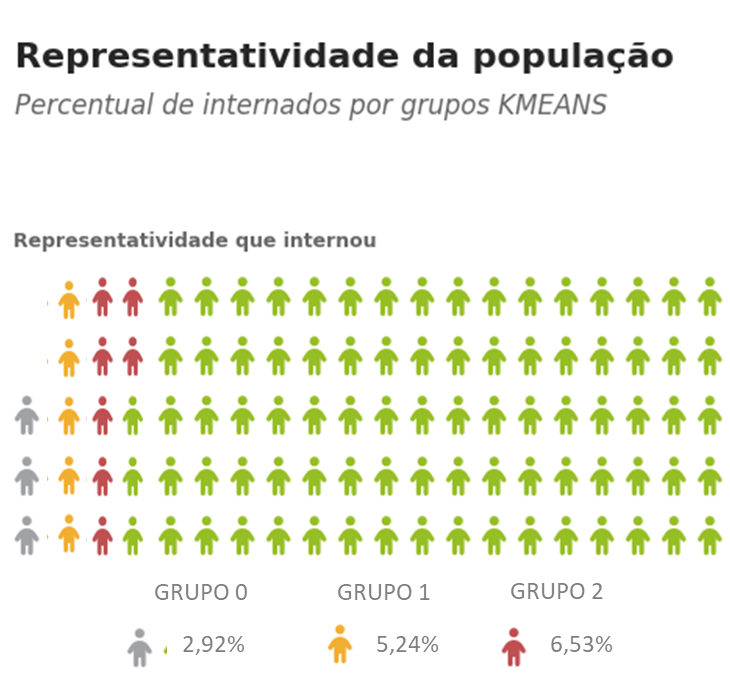 Representatividade da população
Percentual de internados por grupos KMEANS
Representatividade que internou
GRUPO 0 GRUPO 1 GRUPO 2
2,92% 5,24% 6,53%